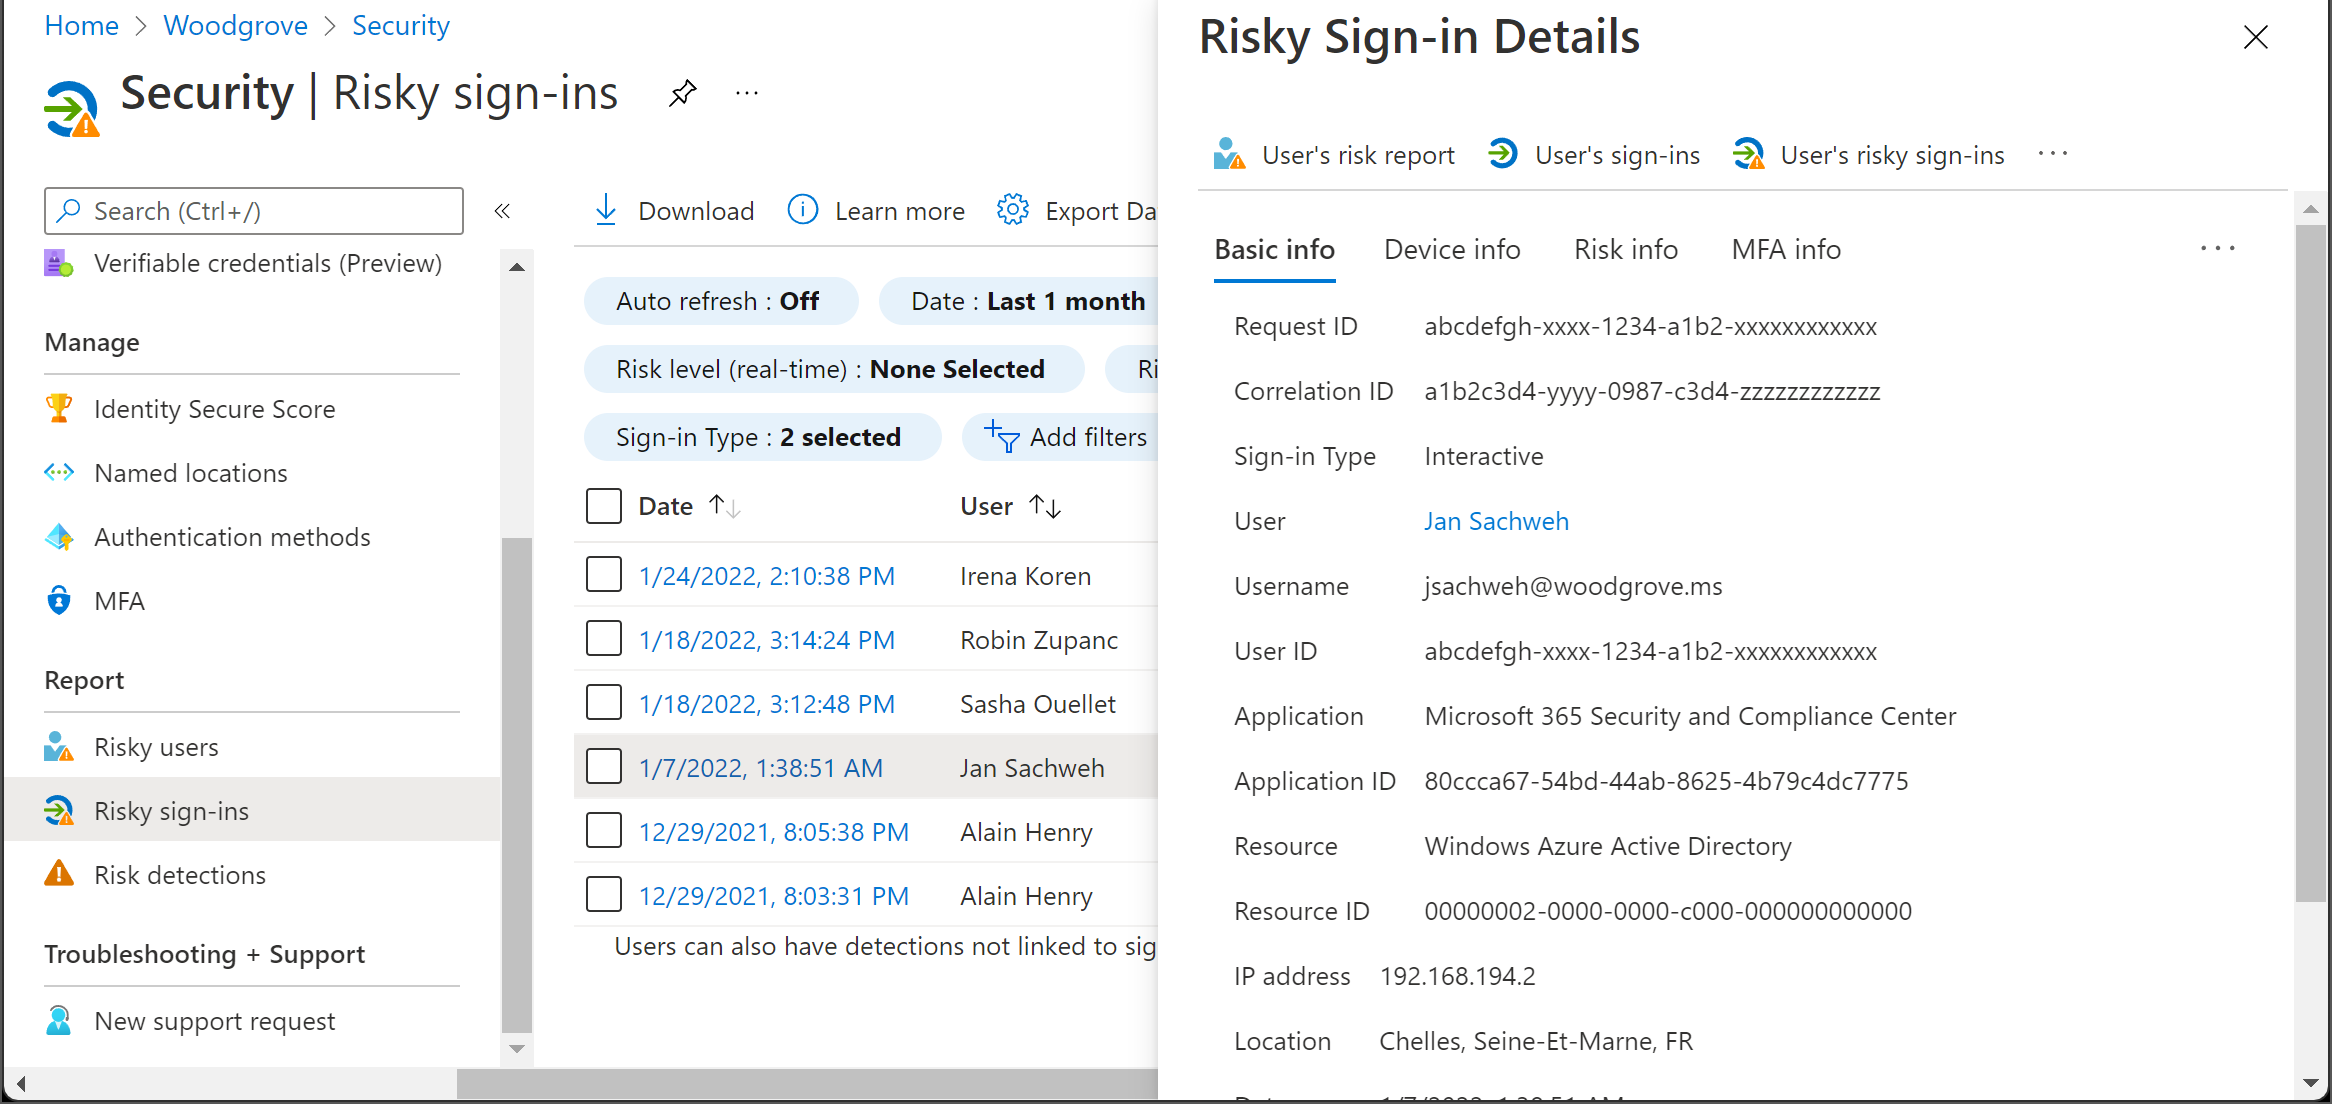 Home > Woodgrove > Security
Security | Risky sign-ins
Search (Ctrl+/)
Verifiable credentials (Preview)
Manage
Identity Secure Score
Named locations
Authentication methods
MFA
Report
Risky users
Risky sign-ins
Risk detections
Troubleshooting + Support
New support request
Download Learn more Export Da
Auto refresh : Off Date : Last 1 month
Risk level (real-time) : None Selected Ri
Sign-in Type : 2 selected Add filters
Date User
1/24/2022, 2:10:38 PM Irena Koren
1/18/2022, 3:14:24 PM Robin Zupanc
1/18/2022, 3:12:48 PM Sasha Ouellet
1/7/2022, 1:38:51 AM Jan Sachweh
12/29/2021, 8:05:38 PM Alain Henry
12/29/2021, 8:03:31 PM Alain Henry
Users can also have detections not linked to sig
Risky Sign-in Details
User's risk report User's sign-ins User's risky sign-ins
Basic info Device info Risk info MFA info
Request ID abcdefgh-xxxx-1234-a1b2-xxxxxxxxxxxx
Correlation ID a1b2c3d4-yyyy-0987-c3d4-zzzzzzzzzzzz
Sign-in Type Interactive
User Jan Sachweh
Username jsachweh@woodgrove.ms
User ID abcdefgh-xxxx-1234-a1b2-xxxxxxxxxxxx
Application Microsoft 365 Security and Compliance Center
Application ID 80ccca67-54bd-44ab-8625-4b79c4dc7775
Resource Windows Azure Active Directory
Resource ID 00000002-0000-0000-c000-000000000000
IP address 192.168.194.2
Location Chelles, Seine-Et-Marne, FR